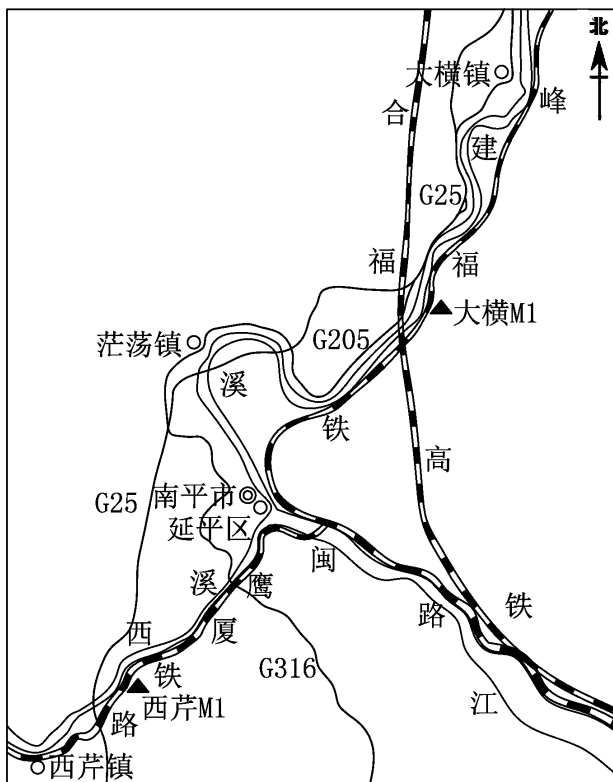 北
大横镇
合
峰
建
G25
福
福
大横M1
茫荡镇
G205
溪
铁
高
G25
南平市
延平区
溪
鹰
闽
铁
西
厦
路
G316
铁
西芹M1
江
路
西芹镇